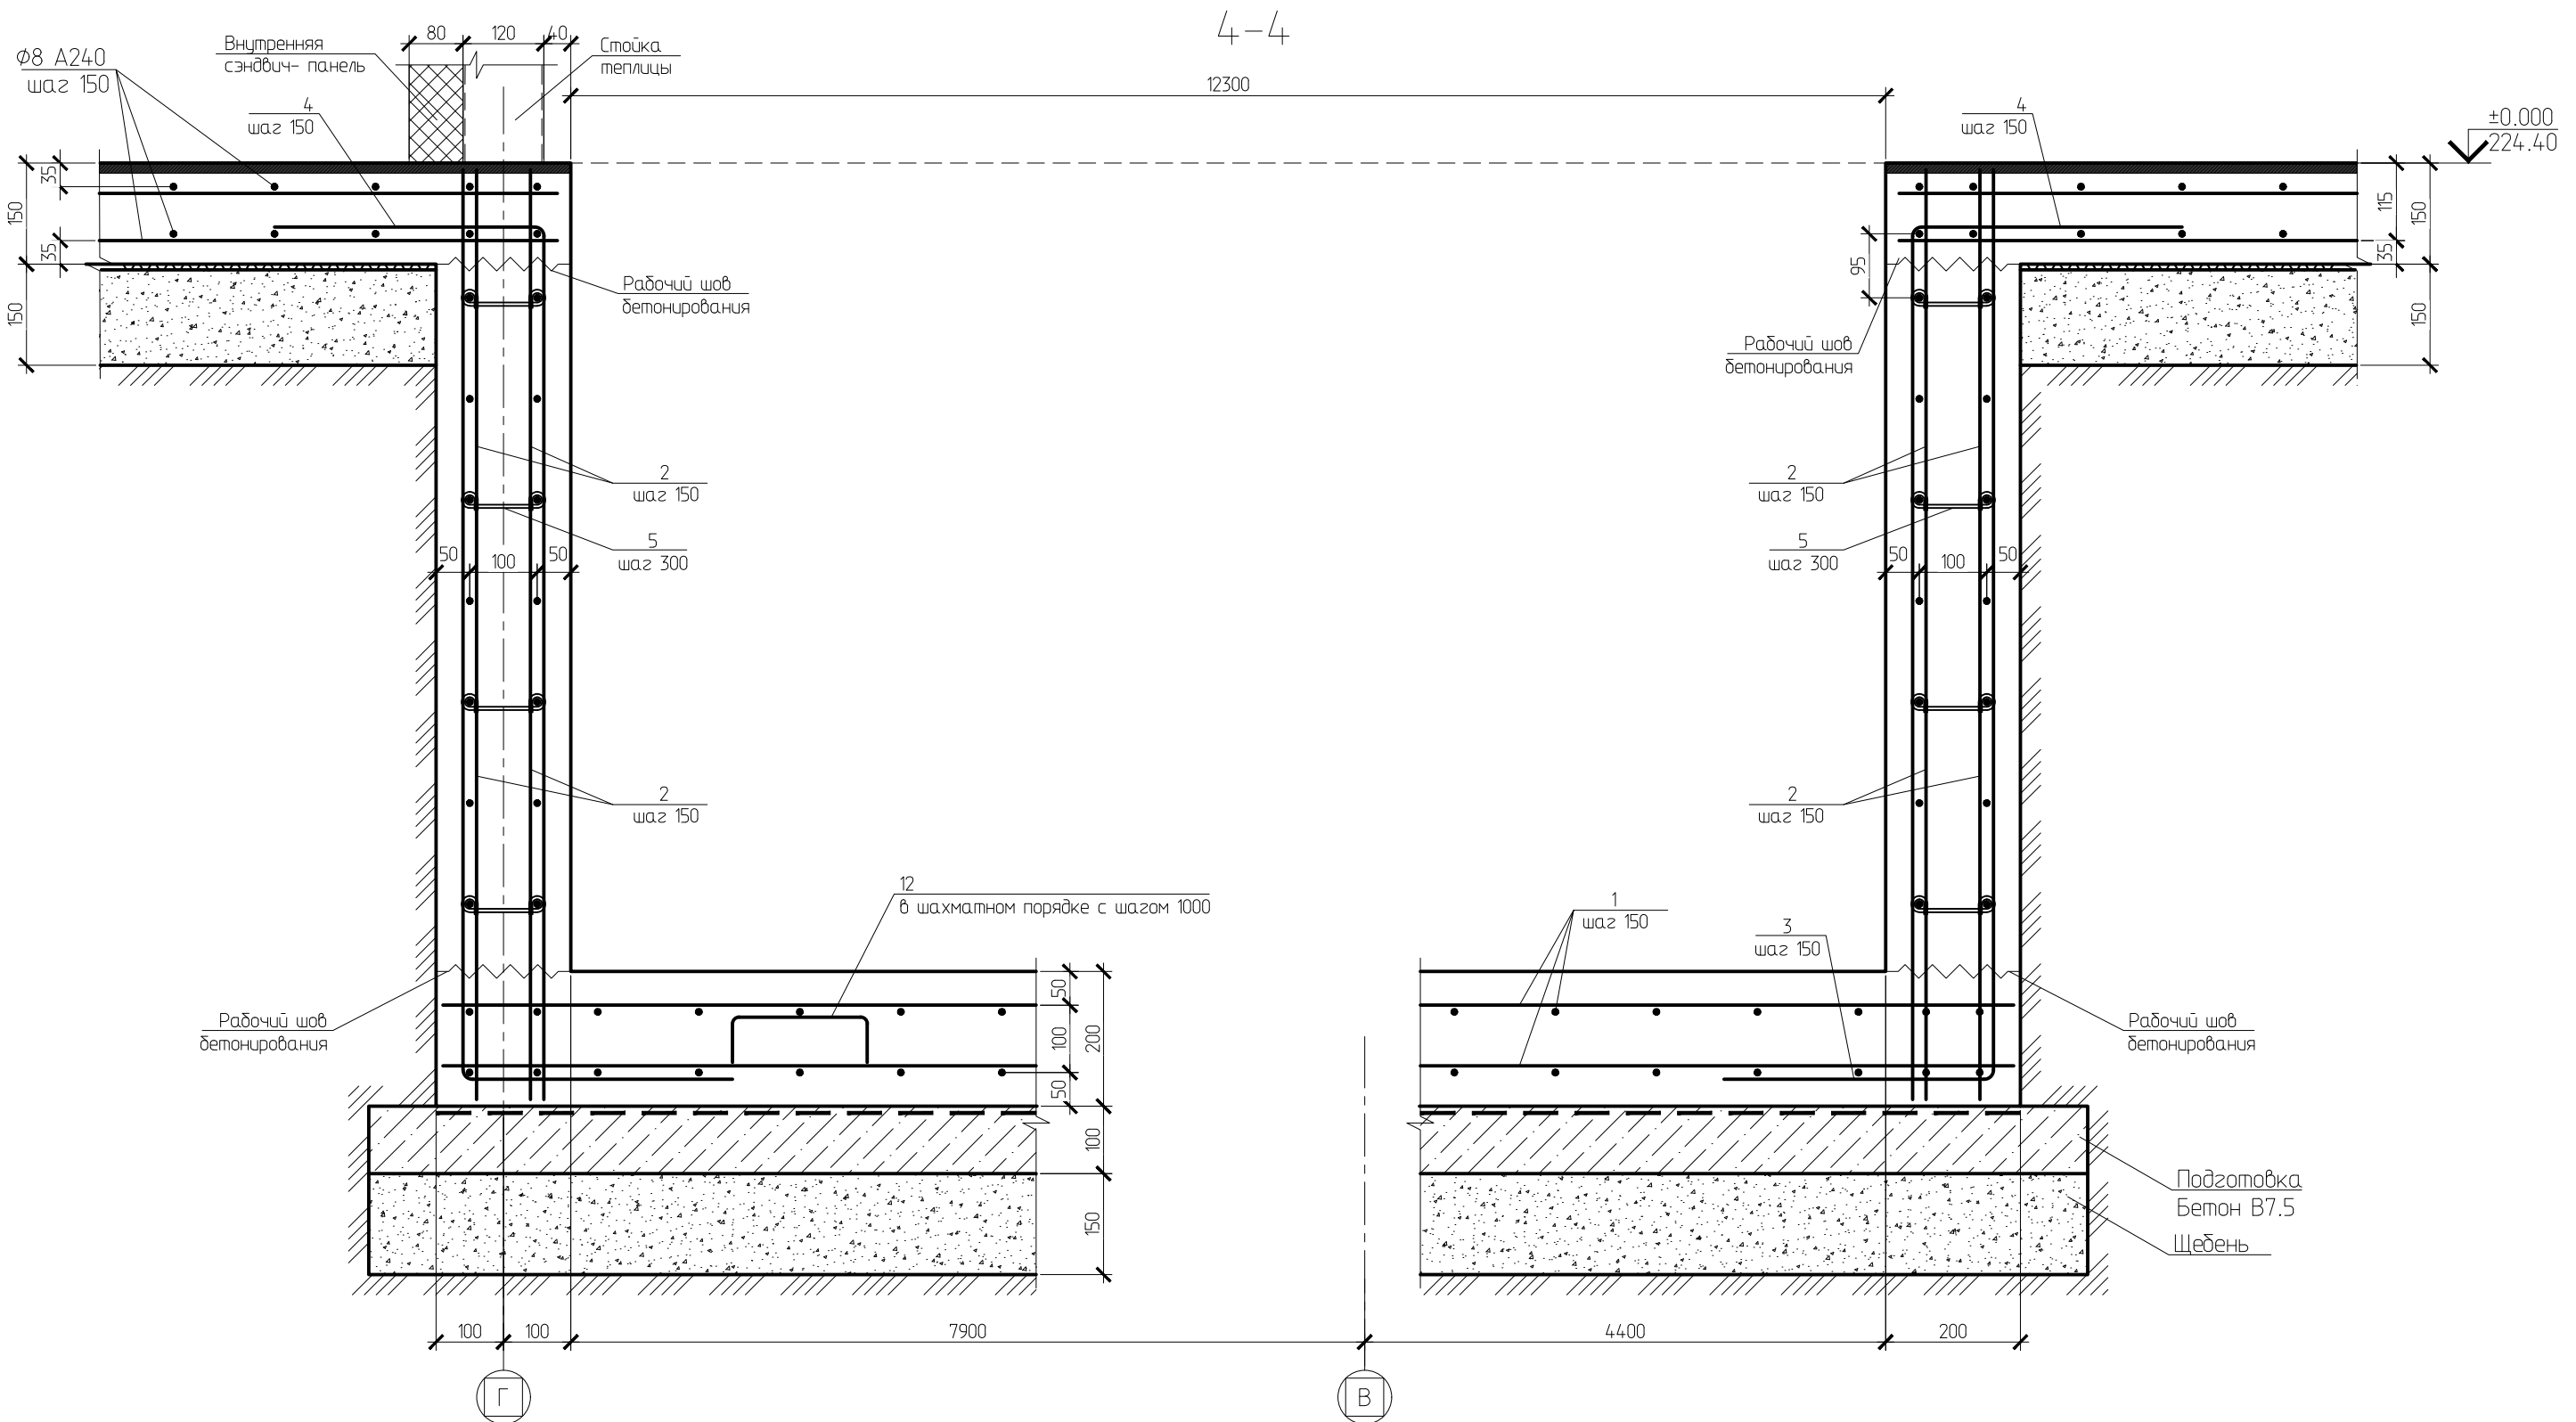 4-4
80
120
40
Внутренняя
сэндвич- панель
Стойка
теплицы
Ф8 А240
шаг 150
4
шаг 150
12300
4
шаг 150
±0.000
224.40
35
150
35
150
115
150
35
150
95
Рабочий шов
бетонирования
Рабочий шов
бетонирования
2
шаг 150
2
шаг 150
5
шаг 300
5
шаг 300
50
100
50
50
100
50
2
шаг 150
2
шаг 150
12
в шахматном порядке с шагом 1000
1
шаг 150
3
шаг 150
50
100
50
200
100
150
Рабочий шов
бетонирования
Рабочий шов
бетонирования
Подготовка
Бетон В7.5
Щебень
100
100
7900
4400
200
Г
В